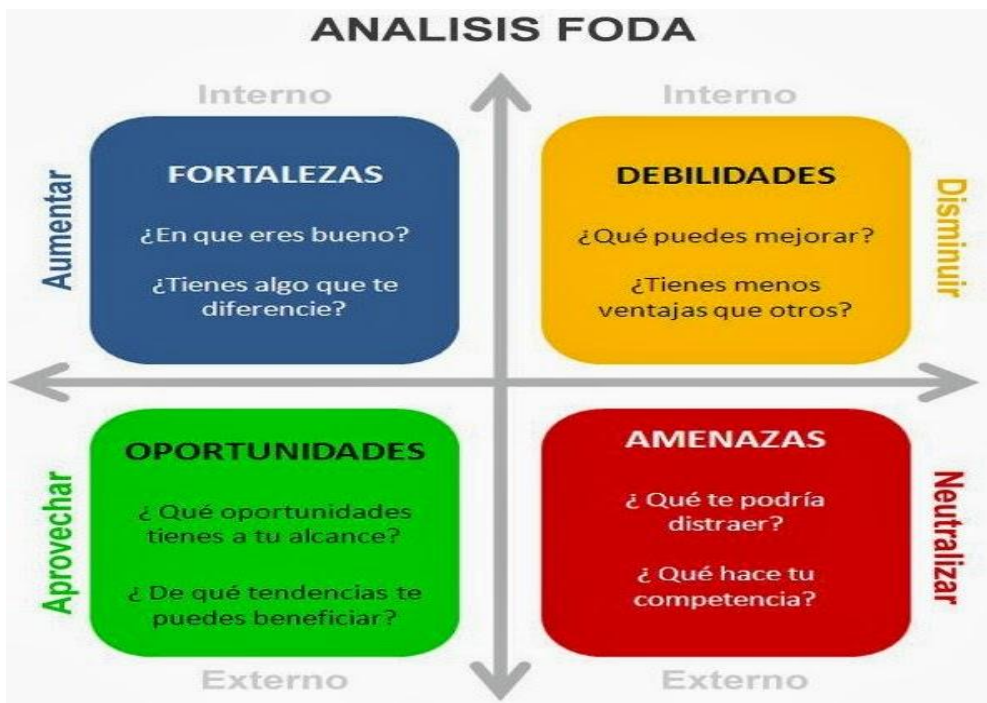 ANALISIS FODA
Interno
Interno
Aumentar
FORTALEZAS
¿En que eres bueno?
¿Tienes algo que te
diferencie?
DEBILIDADES
¿Qué puedes mejorar?
¿Tienes menos
ventajas que otros?
Disminuir
Aprovechar
OPORTUNIDADES
¿ Qué oportunidades
tienes a tu alcance?
¿ De qué tendencias te
puedes beneficiar?
AMENAZAS
¿ Qué te podría
distraer?
¿ Qué hace tu
competencia?
Neutralizar
Externo
Externo